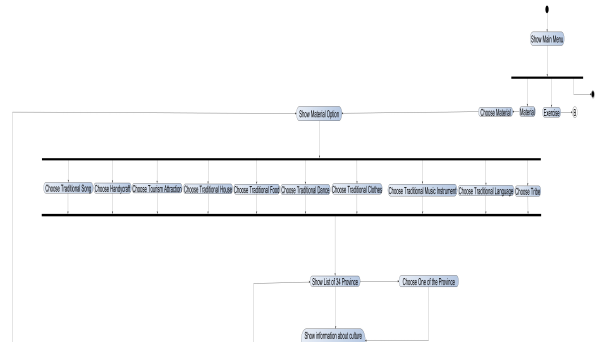 Show Main Menu
Show Material Option
Choose Material
Material
Exercise
B
Choose Traditional Song
Choose Handycraft
Choose Tourism Attraction
Choose Traditional House
Choose Traditional Food
Choose Traditional Dance
Choose Traditional Clothes
Choose Traditional Music Instrument
Choose Traditional Language
Choose Tribe
Show List of 34 Province
Choose One of the Province
Show information about culture